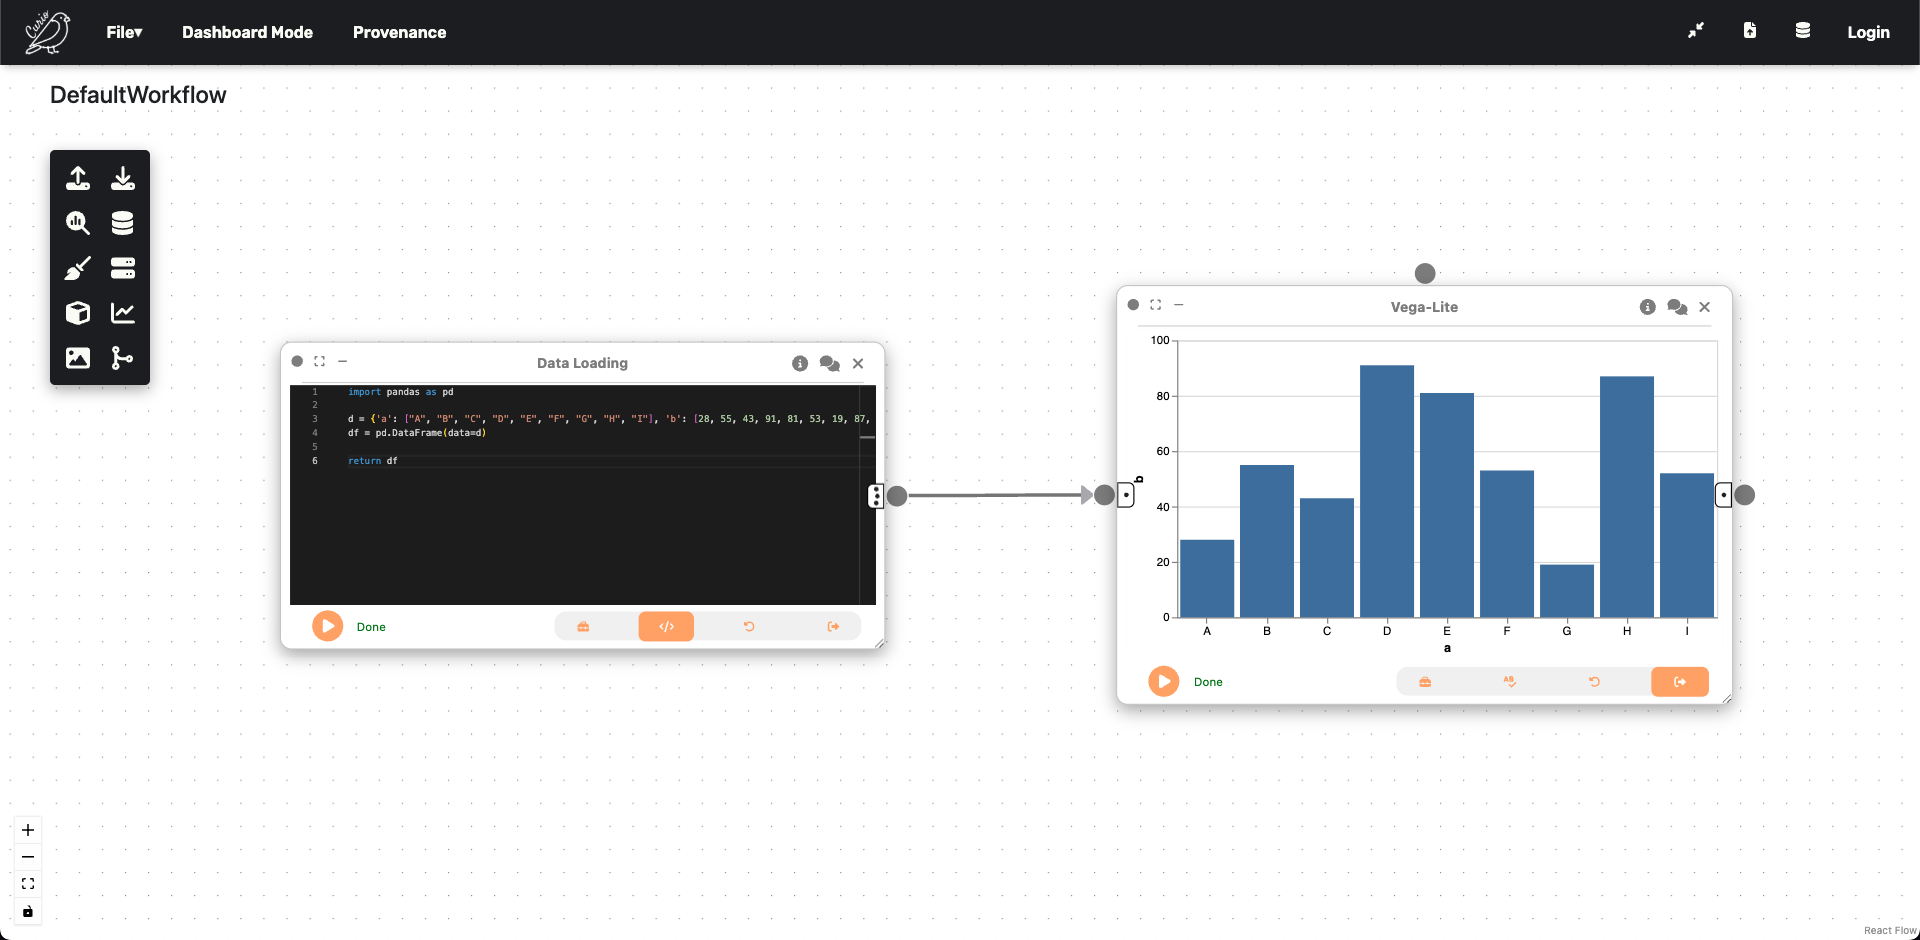 Curio
File▾ Dashboard Mode Provenance Login
DefaultWorkflow
Data Loading
1 import pandas as pd
2
3 d = {'a': ["A", "B", "C", "D", "E", "F", "G", "H", "I"], 'b': [28, 55, 43, 91, 81, 53, 19, 87,
4 df = pd.DataFrame(data=d)
5
6 return df
Done
Vega-Lite
100
80
60
40
20
0
b
A B C D E F G H I
a
Done
AB
React Flow